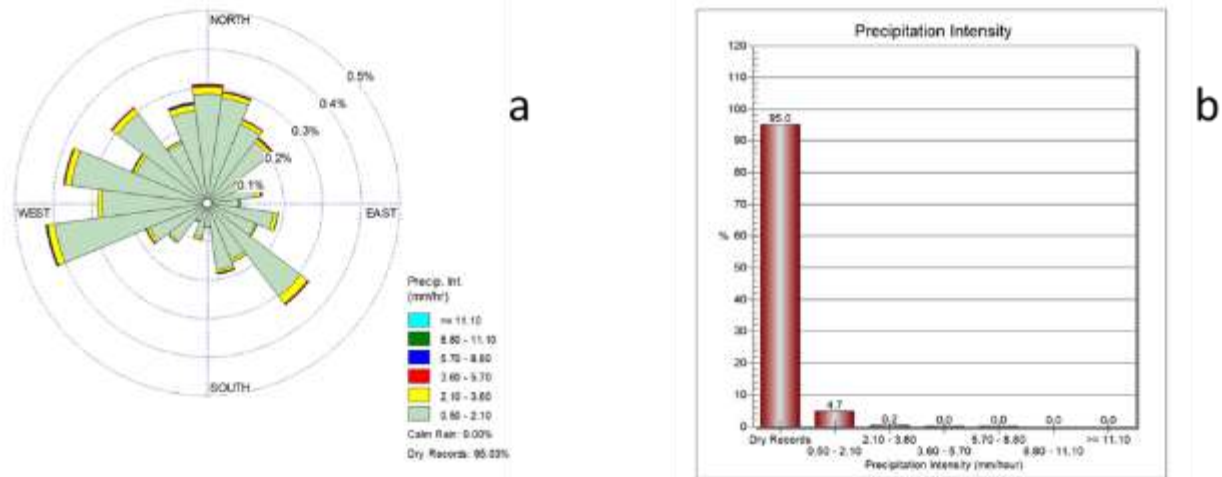 NORTH
0.5%
0.4%
0.3%
0.2%
0.1%
WEST
EAST
SOUTH
Precip. Int.
(mm/hr)
>= 11.10
8.80 - 11.10
5.70 - 8.80
3.60 - 5.70
2.10 - 3.60
0.50 - 2.10
Calm Rain: 0.00%
Dry Records: 95.03%
a
Precipitation Intensity
120
110
100
90
80
70
60
50
40
30
20
10
0
%
95.0
4.7
0.2
0.0
0.0
0.0
0.0
Dry Records
0.50 - 2.10
2.10 - 3.60
3.60 - 5.70
5.70 - 8.80
8.80 - 11.10
>= 11.10
Precipitation Intensity (mm/hour)
b